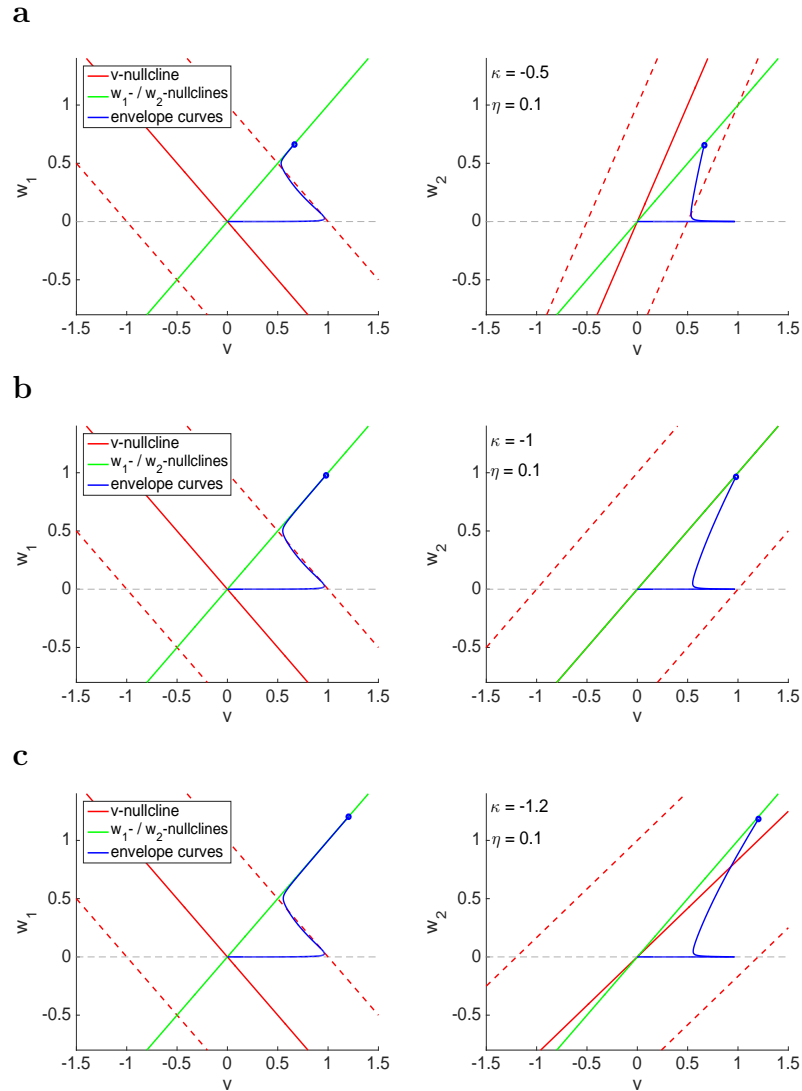 a
v-nullcline
w1- / w2-nullclines
envelope curves
1
0.5
0
-0.5
w1
-1.5 -1 -0.5 0 0.5 1 1.5
v
κ = -0.5
η = 0.1
1
0.5
0
-0.5
w2
-1.5 -1 -0.5 0 0.5 1 1.5
v
b
v-nullcline
w1- / w2-nullclines
envelope curves
1
0.5
0
-0.5
w1
-1.5 -1 -0.5 0 0.5 1 1.5
v
κ = -1
η = 0.1
1
0.5
0
-0.5
w2
-1.5 -1 -0.5 0 0.5 1 1.5
v
c
v-nullcline
w1- / w2-nullclines
envelope curves
1
0.5
0
-0.5
w1
-1.5 -1 -0.5 0 0.5 1 1.5
v
κ = -1.2
η = 0.1
1
0.5
0
-0.5
w2
-1.5 -1 -0.5 0 0.5 1 1.5
v